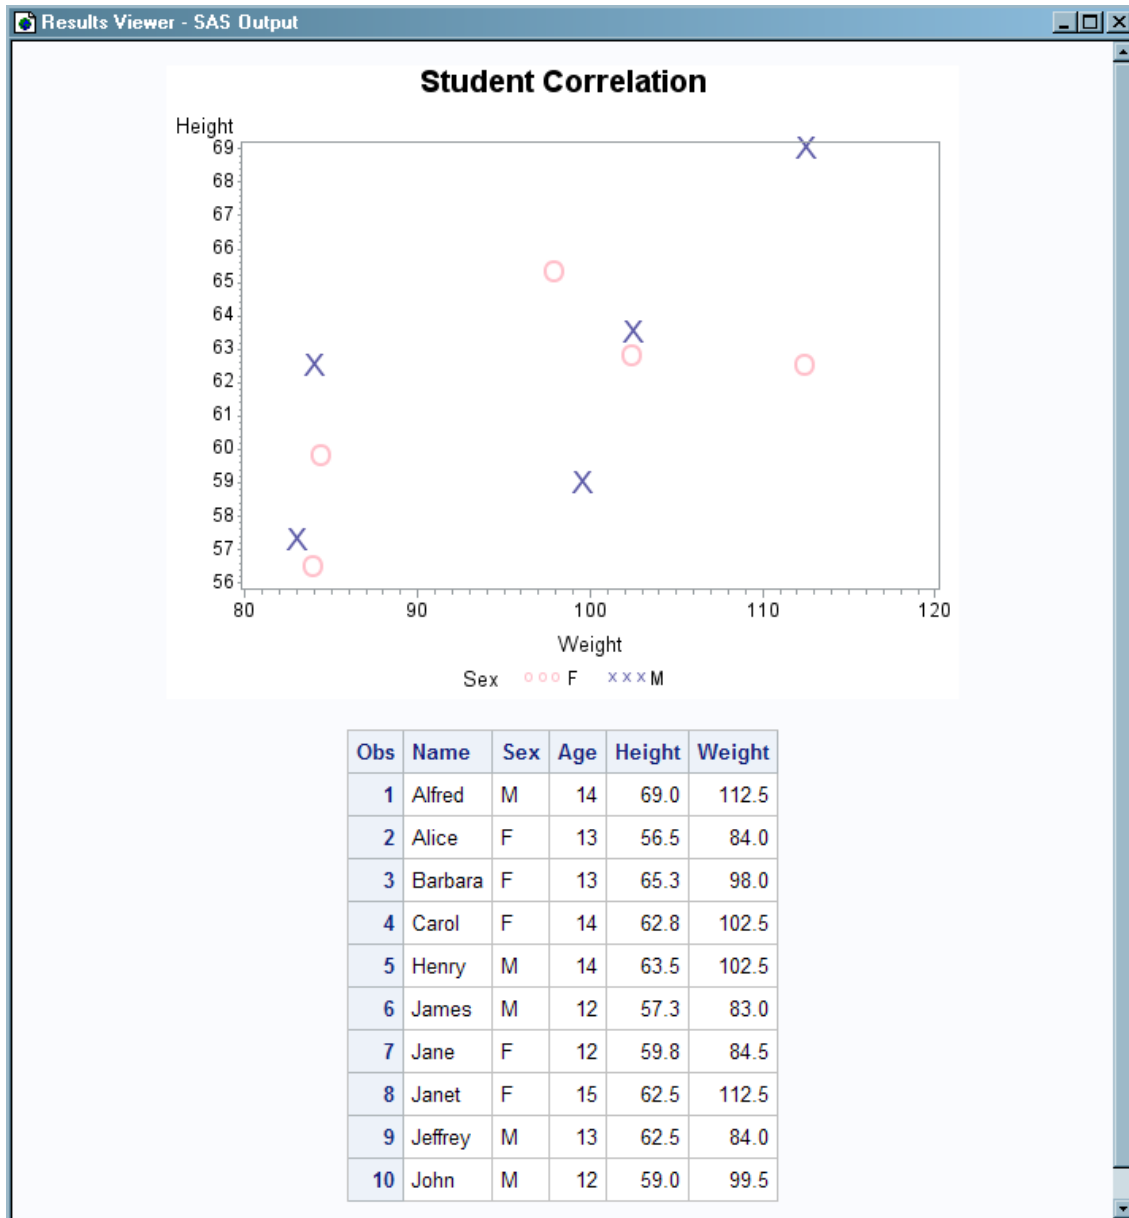 Results Viewer - SAS Output
Student Correlation
Height
69
68
67
66
65
64
63
62
61
60
59
58
57
56
80 90 100 110 120
Weight
Sex ooo F xxx M
Obs Name Sex Age Height Weight
1 Alfred M 14 69.0 112.5
2 Alice F 13 56.5 84.0
3 Barbara F 13 65.3 98.0
4 Carol F 14 62.8 102.5
5 Henry M 14 63.5 102.5
6 James M 12 57.3 83.0
7 Jane F 12 59.8 84.5
8 Janet F 15 62.5 112.5
9 Jeffrey M 13 62.5 84.0
10 John M 12 59.0 99.5